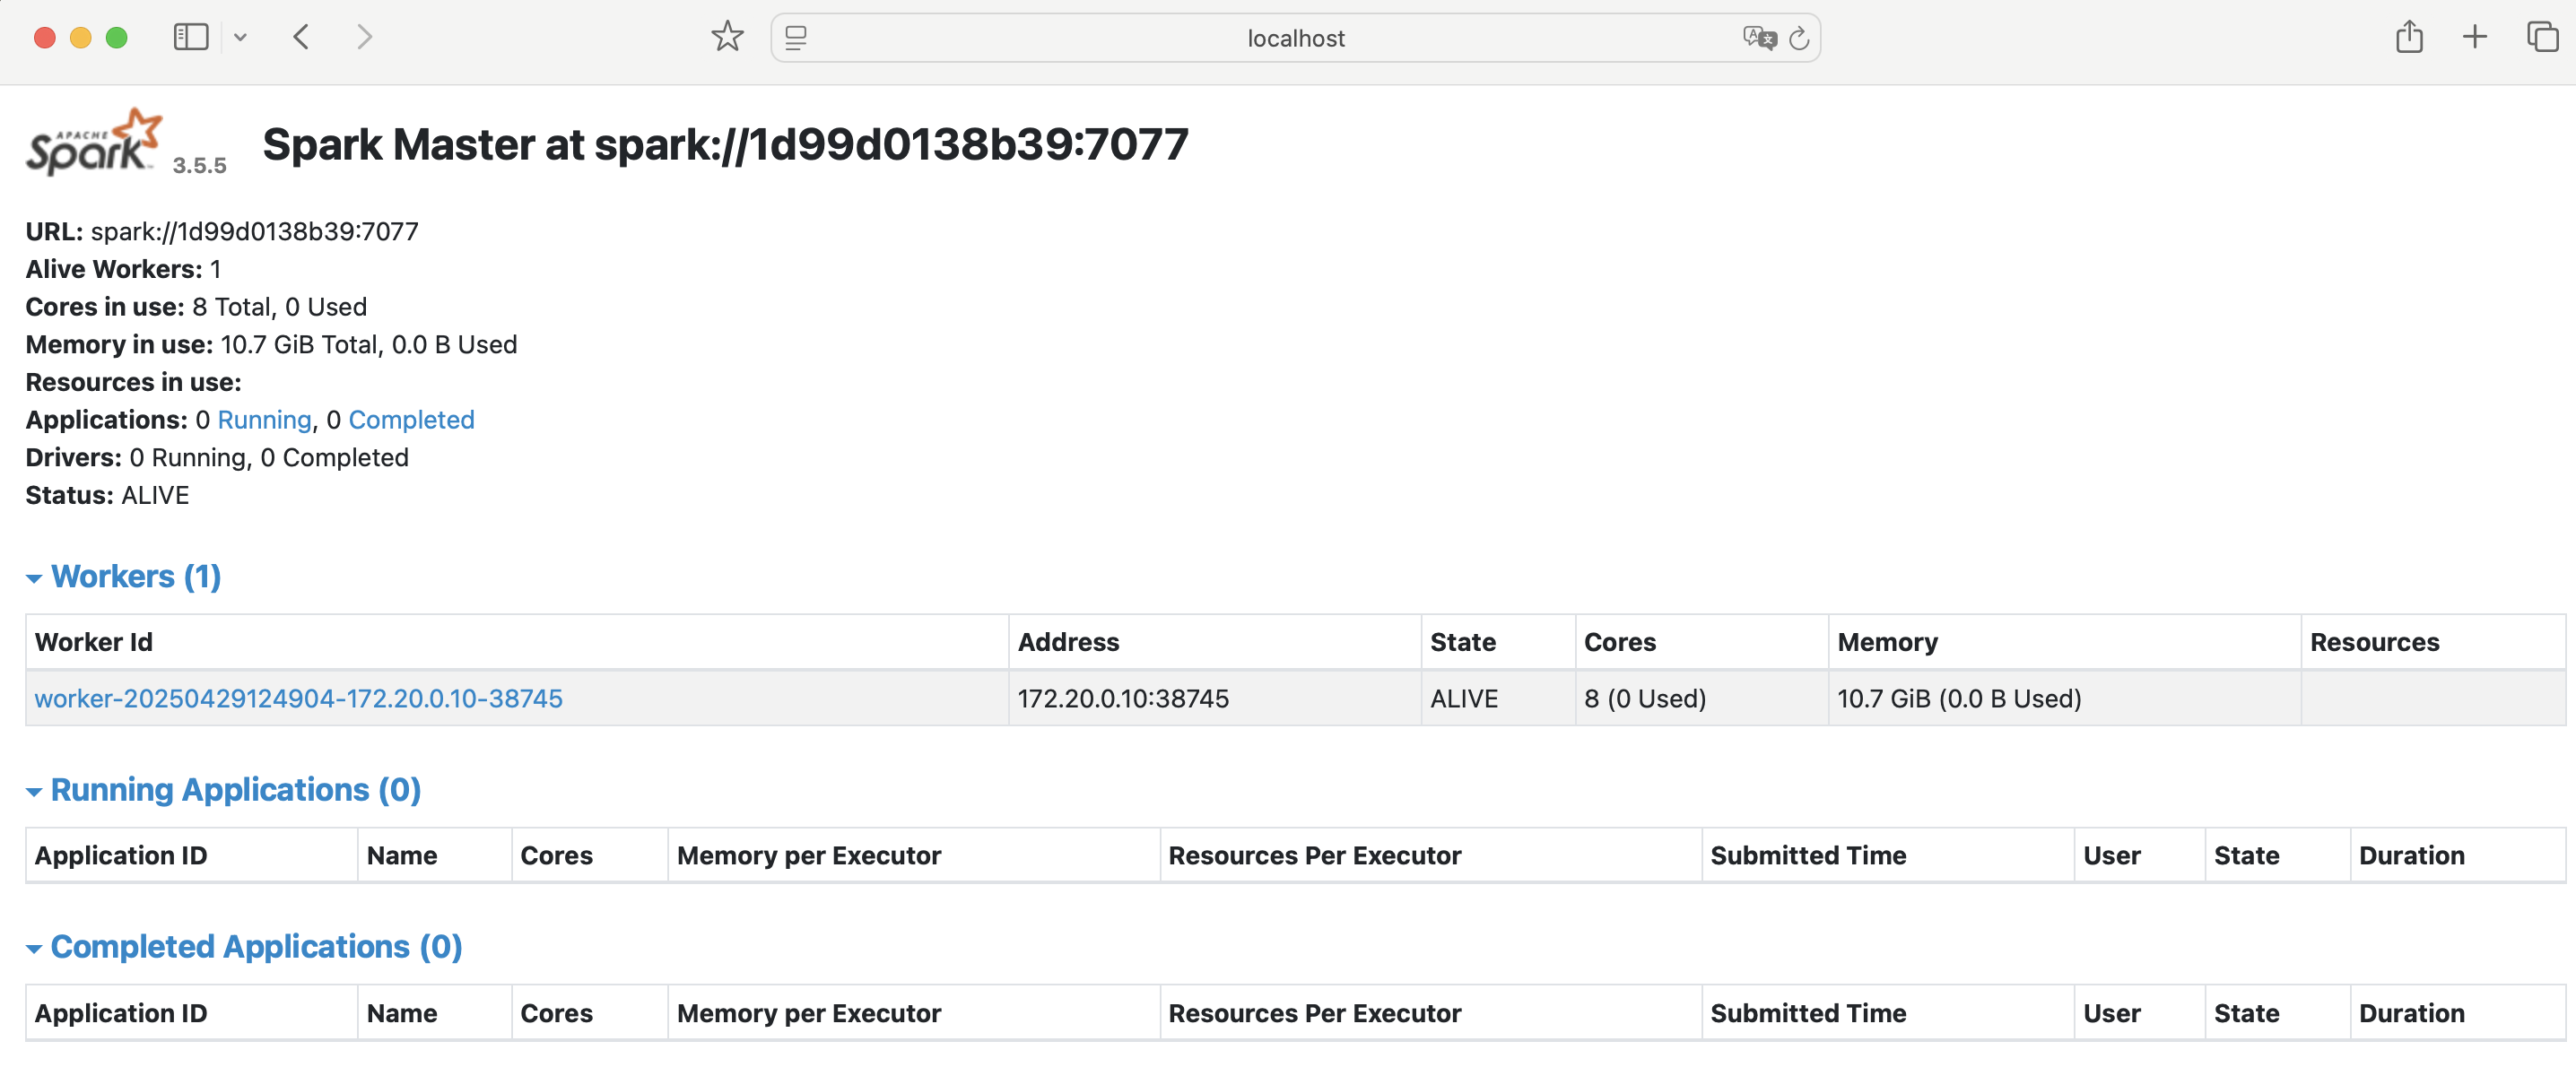 localhost
APACHE Spark™ 3.5.5 Spark Master at spark://1d99d0138b39:7077
URL: spark://1d99d0138b39:7077
Alive Workers: 1
Cores in use: 8 Total, 0 Used
Memory in use: 10.7 GiB Total, 0.0 B Used
Resources in use:
Applications: 0 Running, 0 Completed
Drivers: 0 Running, 0 Completed
Status: ALIVE
Workers (1)
Worker Id Address State Cores Memory Resources
worker-20250429124904-172.20.0.10-38745 172.20.0.10:38745 ALIVE 8 (0 Used) 10.7 GiB (0.0 B Used)
Running Applications (0)
Application ID Name Cores Memory per Executor Resources Per Executor Submitted Time User State Duration
Completed Applications (0)
Application ID Name Cores Memory per Executor Resources Per Executor Submitted Time User State Duration